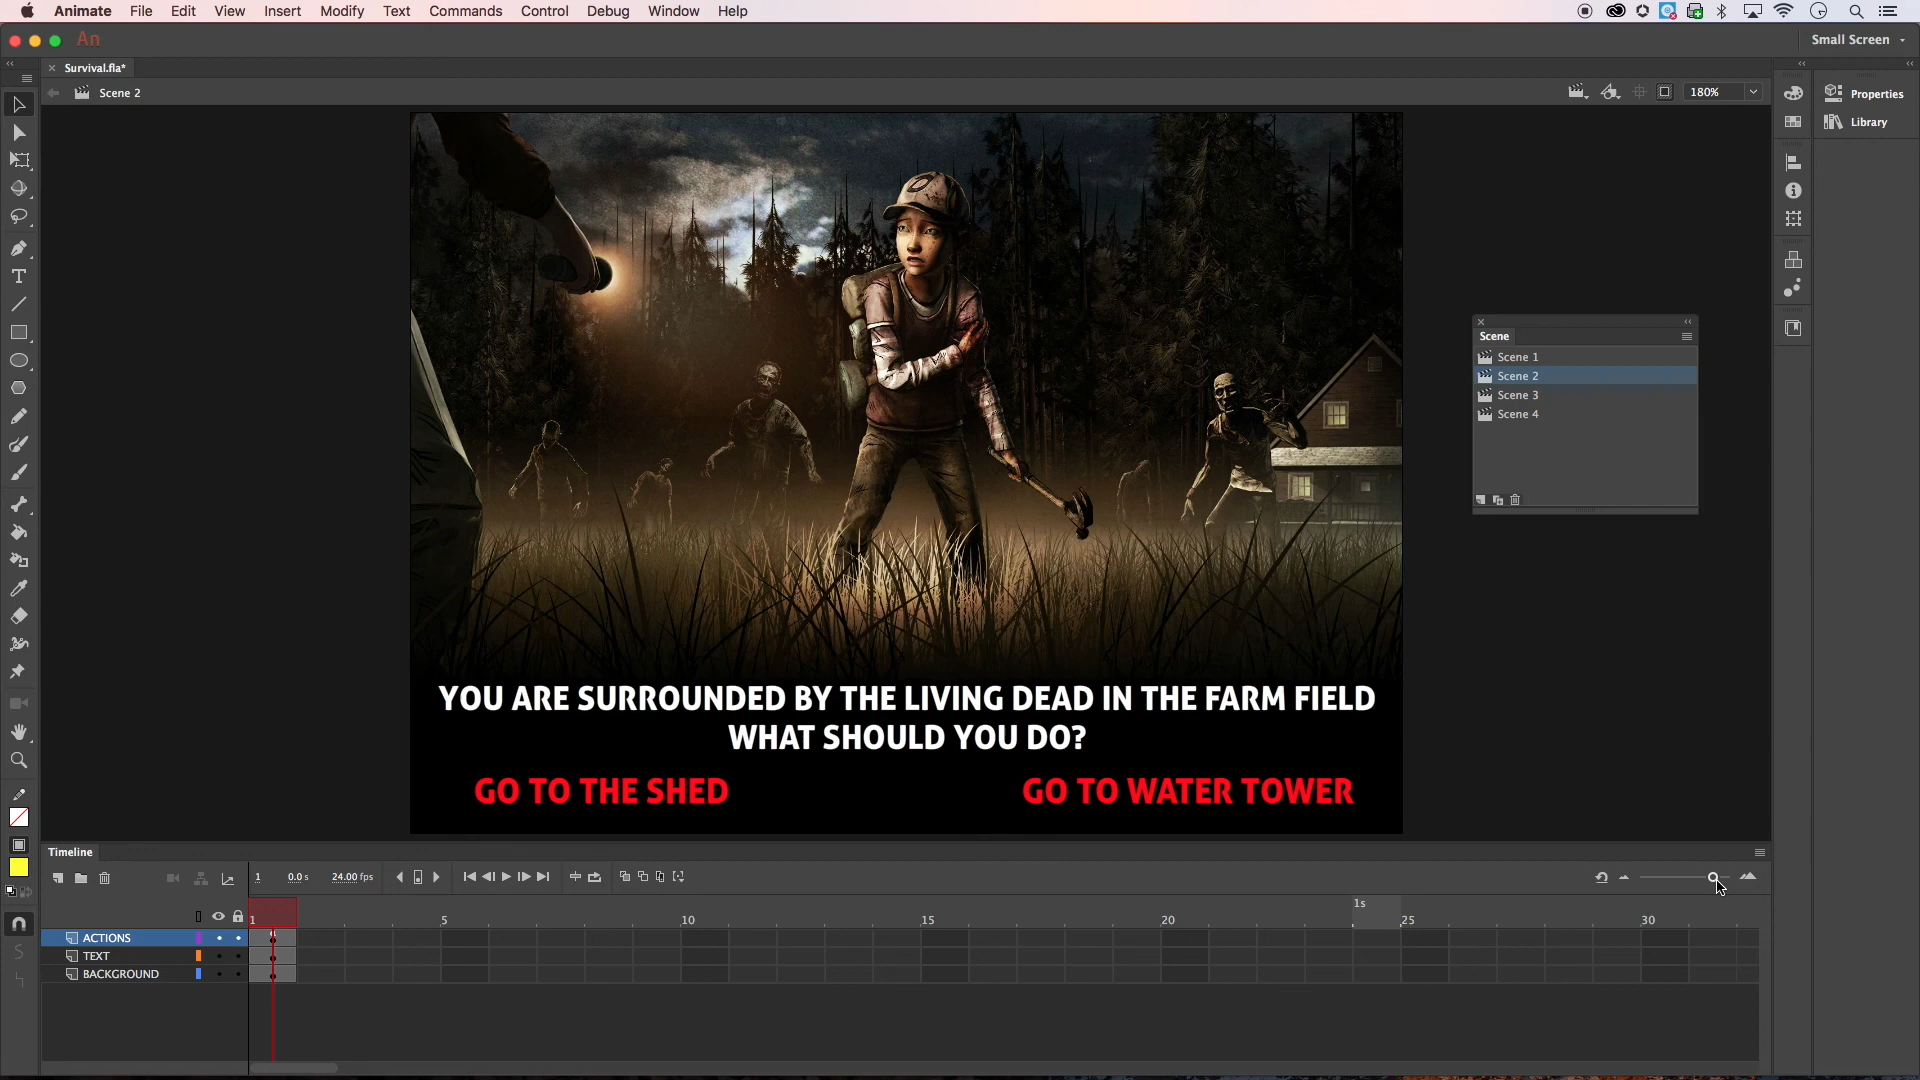 Animate File Edit View Insert Modify Text Commands Control Debug Window Help
An Small Screen
× Survival.fla*
Scene 2 180%
Properties
Library
Scene
Scene 1
Scene 2
Scene 3
Scene 4
YOU ARE SURROUNDED BY THE LIVING DEAD IN THE FARM FIELD
WHAT SHOULD YOU DO?
GO TO THE SHED GO TO WATER TOWER
Timeline
1 0.0 s 24.00 fps
1s
1 5 10 15 20 25 30
ACTIONS
TEXT
BACKGROUND